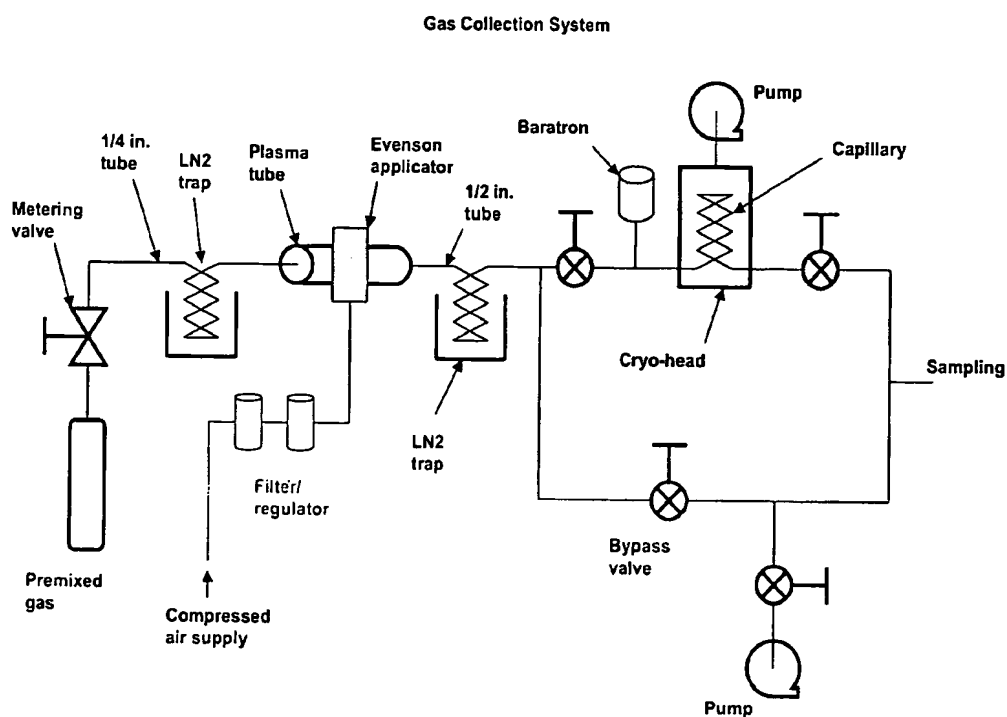 Gas Collection System
Pump
1/4 in.
tube
LN2
trap
Plasma
tube
Evenson
applicator
Baratron
Capillary
1/2 in.
tube
Metering
valve
Cryo-head
Sampling
LN2
trap
Filter/
regulator
Bypass
valve
Premixed
gas
Compressed
air supply
Pump